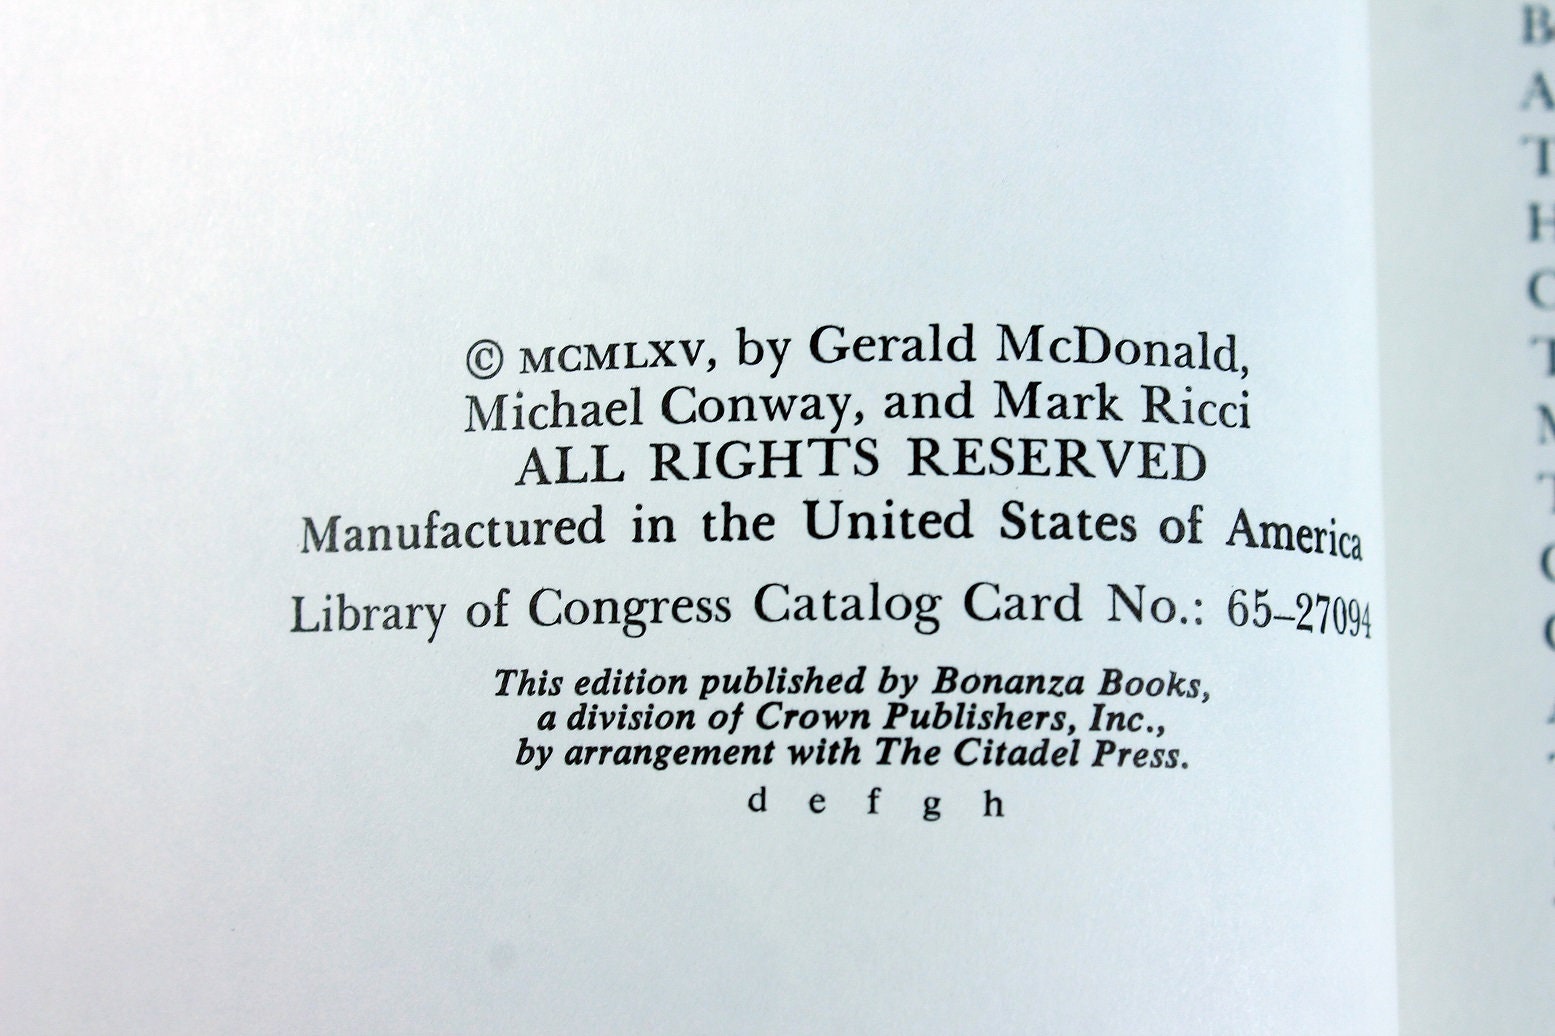 © MCMLXV, by Gerald McDonald,
Michael Conway, and Mark Ricci
ALL RIGHTS RESERVED
Manufactured in the United States of America
Library of Congress Catalog Card No.: 65–27094
This edition published by Bonanza Books,
a division of Crown Publishers, Inc.,
by arrangement with The Citadel Press.
d e f g h